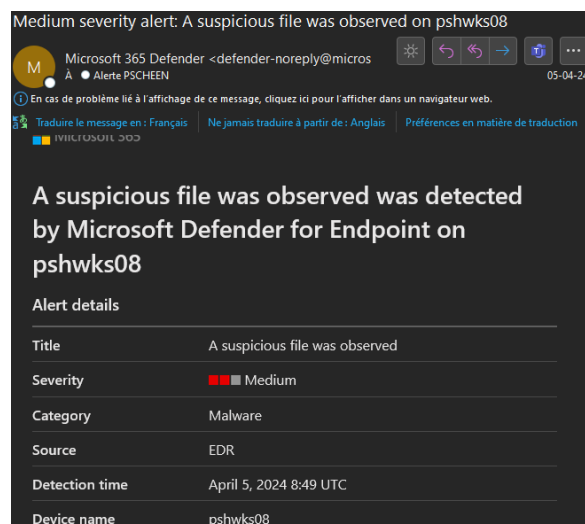 Medium severity alert: A suspicious file was observed on pshwks08
M
Microsoft 365 Defender <defender-noreply@micros
À Alerte PSCHEEN
05-04-24
En cas de problème lié à l'affichage de ce message, cliquez ici pour l'afficher dans un navigateur web.
Traduire le message en : Français Ne jamais traduire à partir de : Anglais Préférences en matière de traduction
Microsoft 365
A suspicious file was observed was detected
by Microsoft Defender for Endpoint on
pshwks08
Alert details
Title A suspicious file was observed
Severity Medium
Category Malware
Source EDR
Detection time April 5, 2024 8:49 UTC
Device name pshwks08